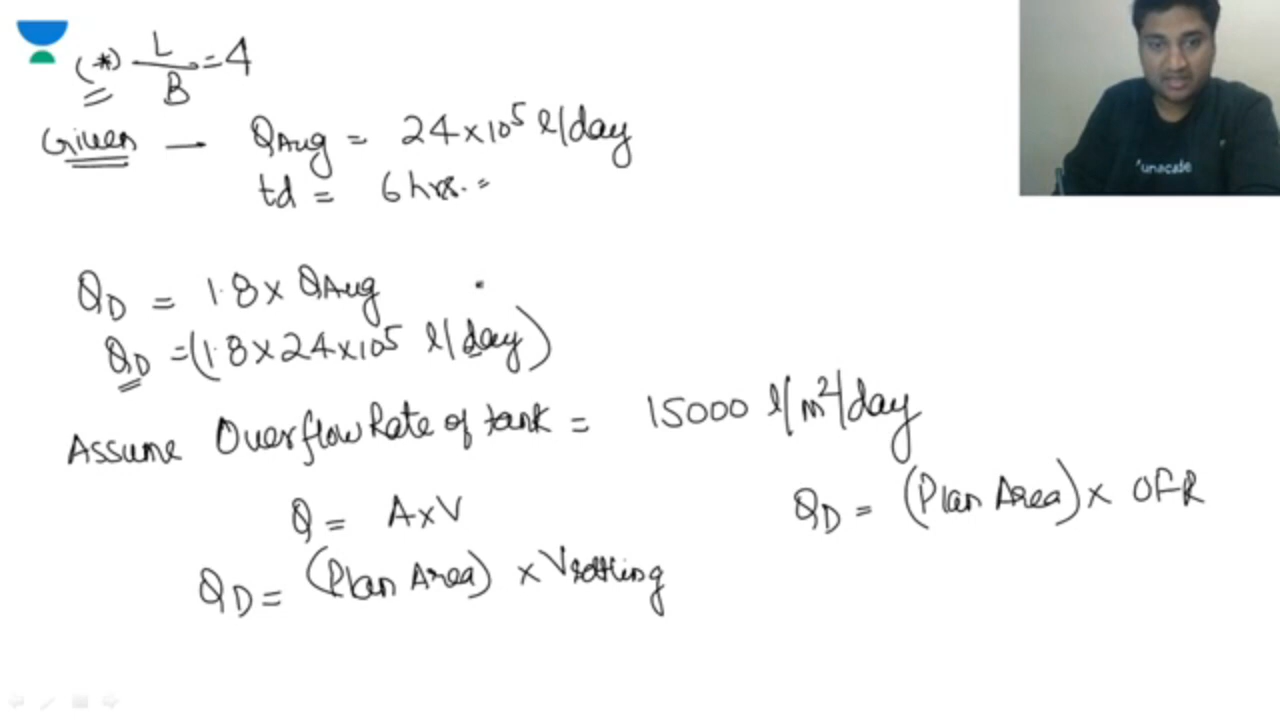 (*) L/B = 4
Given — QAvg = 24×10⁵ l/day
td = 6 hrs. =
QD = 1.8 × QAvg
QD = (1.8×24×10⁵ l/day)
Assume Overflow Rate of tank = 15000 l/m²/day
Q = A×V
QD = (Plan Area) × Vsettling
QD = (Plan Area) × OFR
unacade